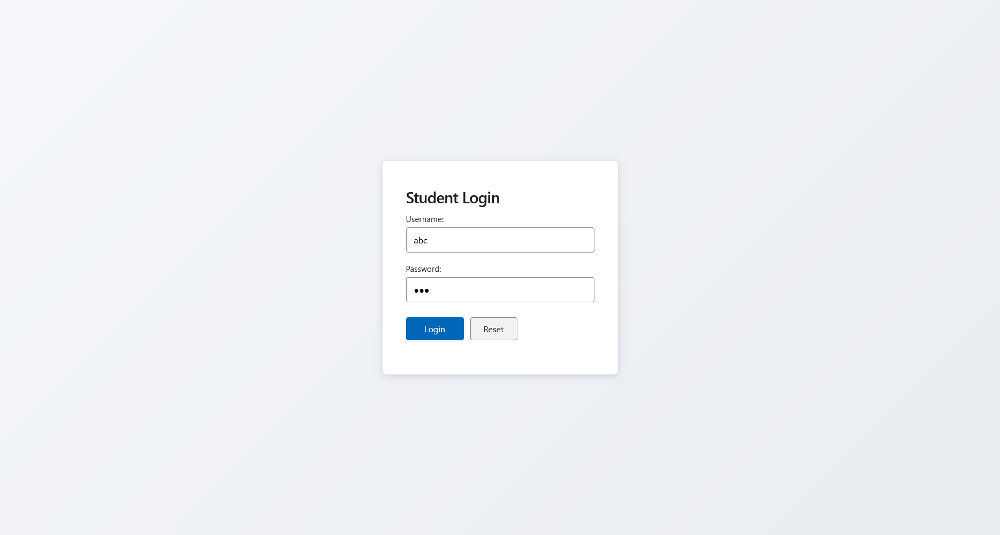 Student Login
Username:
abc
Password:
•••
Login
Reset